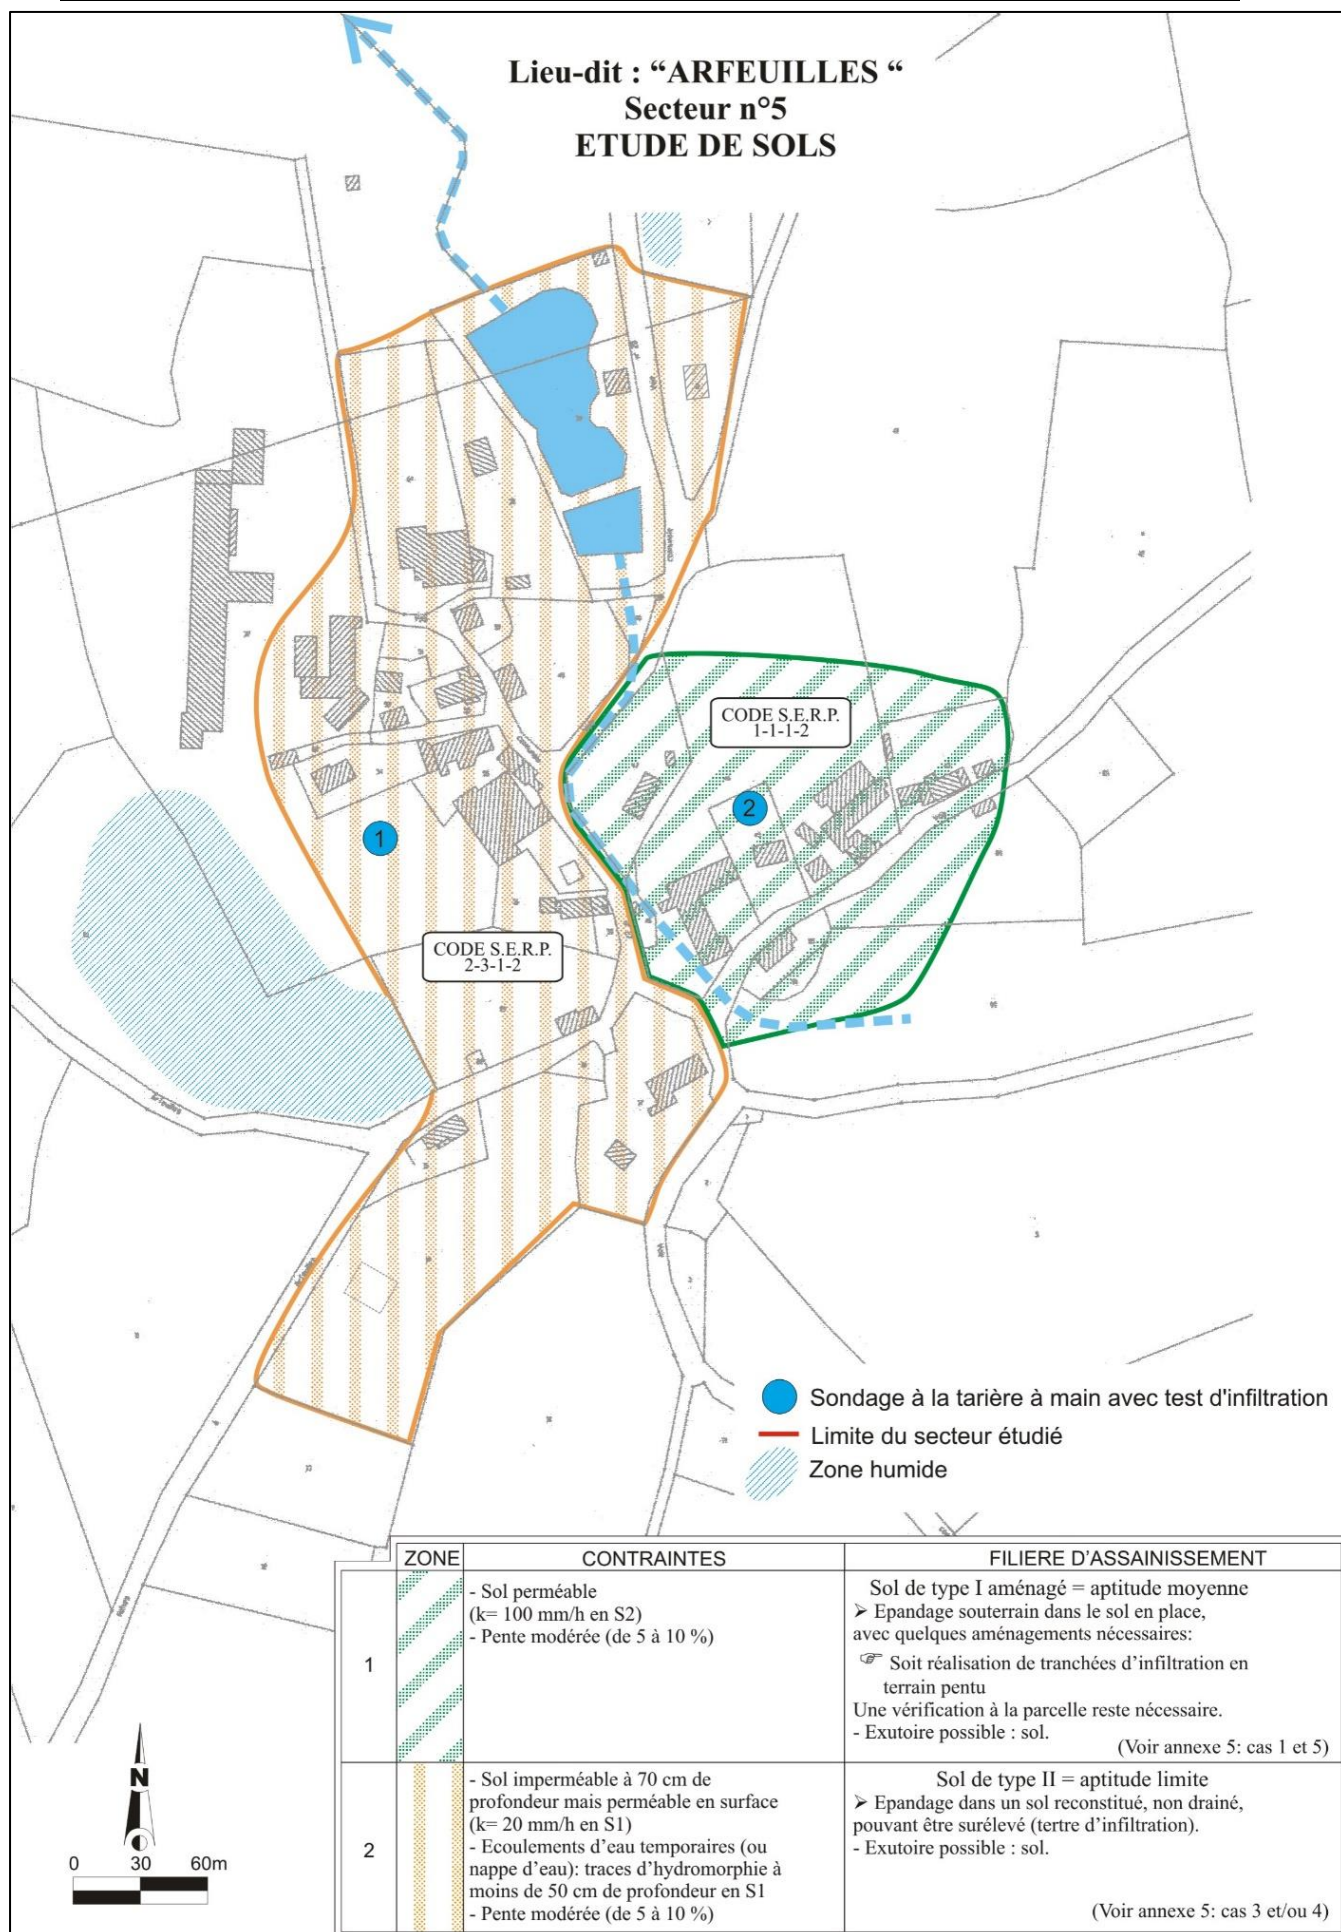 Lieu-dit : “ARFEUILLES “
Secteur n°5
ETUDE DE SOLS
CODE S.E.R.P.
1-1-1-2
2
1
CODE S.E.R.P.
2-3-1-2
Sondage à la tarière à main avec test d'infiltration
Limite du secteur étudié
Zone humide
ZONE
CONTRAINTES
FILIERE D'ASSAINISSEMENT
1
- Sol perméable
(k= 100 mm/h en S2)
- Pente modérée (de 5 à 10 %)
Sol de type I aménagé = aptitude moyenne
➢ Epandage souterrain dans le sol en place,
avec quelques aménagements nécessaires:
☞ Soit réalisation de tranchées d’infiltration en
terrain pentu
Une vérification à la parcelle reste nécessaire.
- Exutoire possible : sol.
(Voir annexe 5: cas 1 et 5)
2
- Sol imperméable à 70 cm de
profondeur mais perméable en surface
(k= 20 mm/h en S1)
- Ecoulements d’eau temporaires (ou
nappe d’eau): traces d’hydromorphie à
moins de 50 cm de profondeur en S1
- Pente modérée (de 5 à 10 %)
Sol de type II = aptitude limite
➢ Epandage dans un sol reconstitué, non drainé,
pouvant être surélevé (tertre d’infiltration).
- Exutoire possible : sol.
(Voir annexe 5: cas 3 et/ou 4)
N
0 30 60m